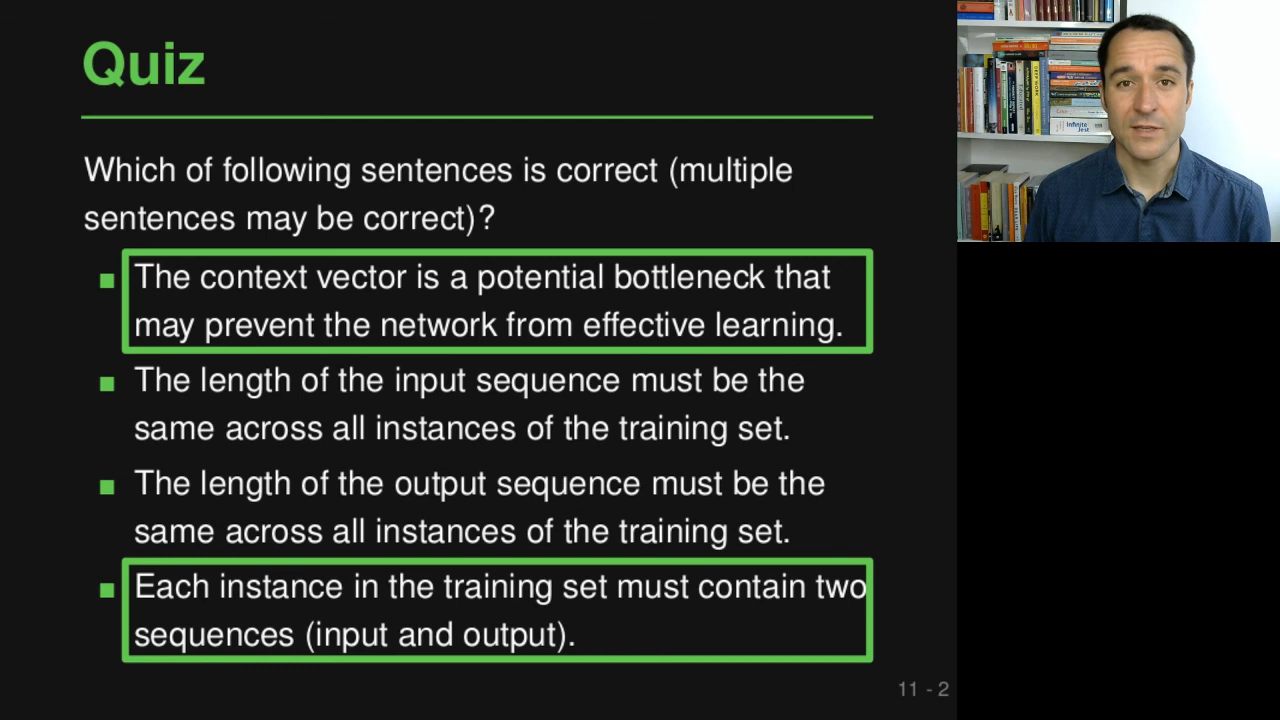 Quiz
Which of following sentences is correct (multiple
sentences may be correct)?
The context vector is a potential bottleneck that
may prevent the network from effective learning.
The length of the input sequence must be the
same across all instances of the training set.
The length of the output sequence must be the
same across all instances of the training set.
Each instance in the training set must contain two
sequences (input and output).
11 - 2
Infinite
Jest